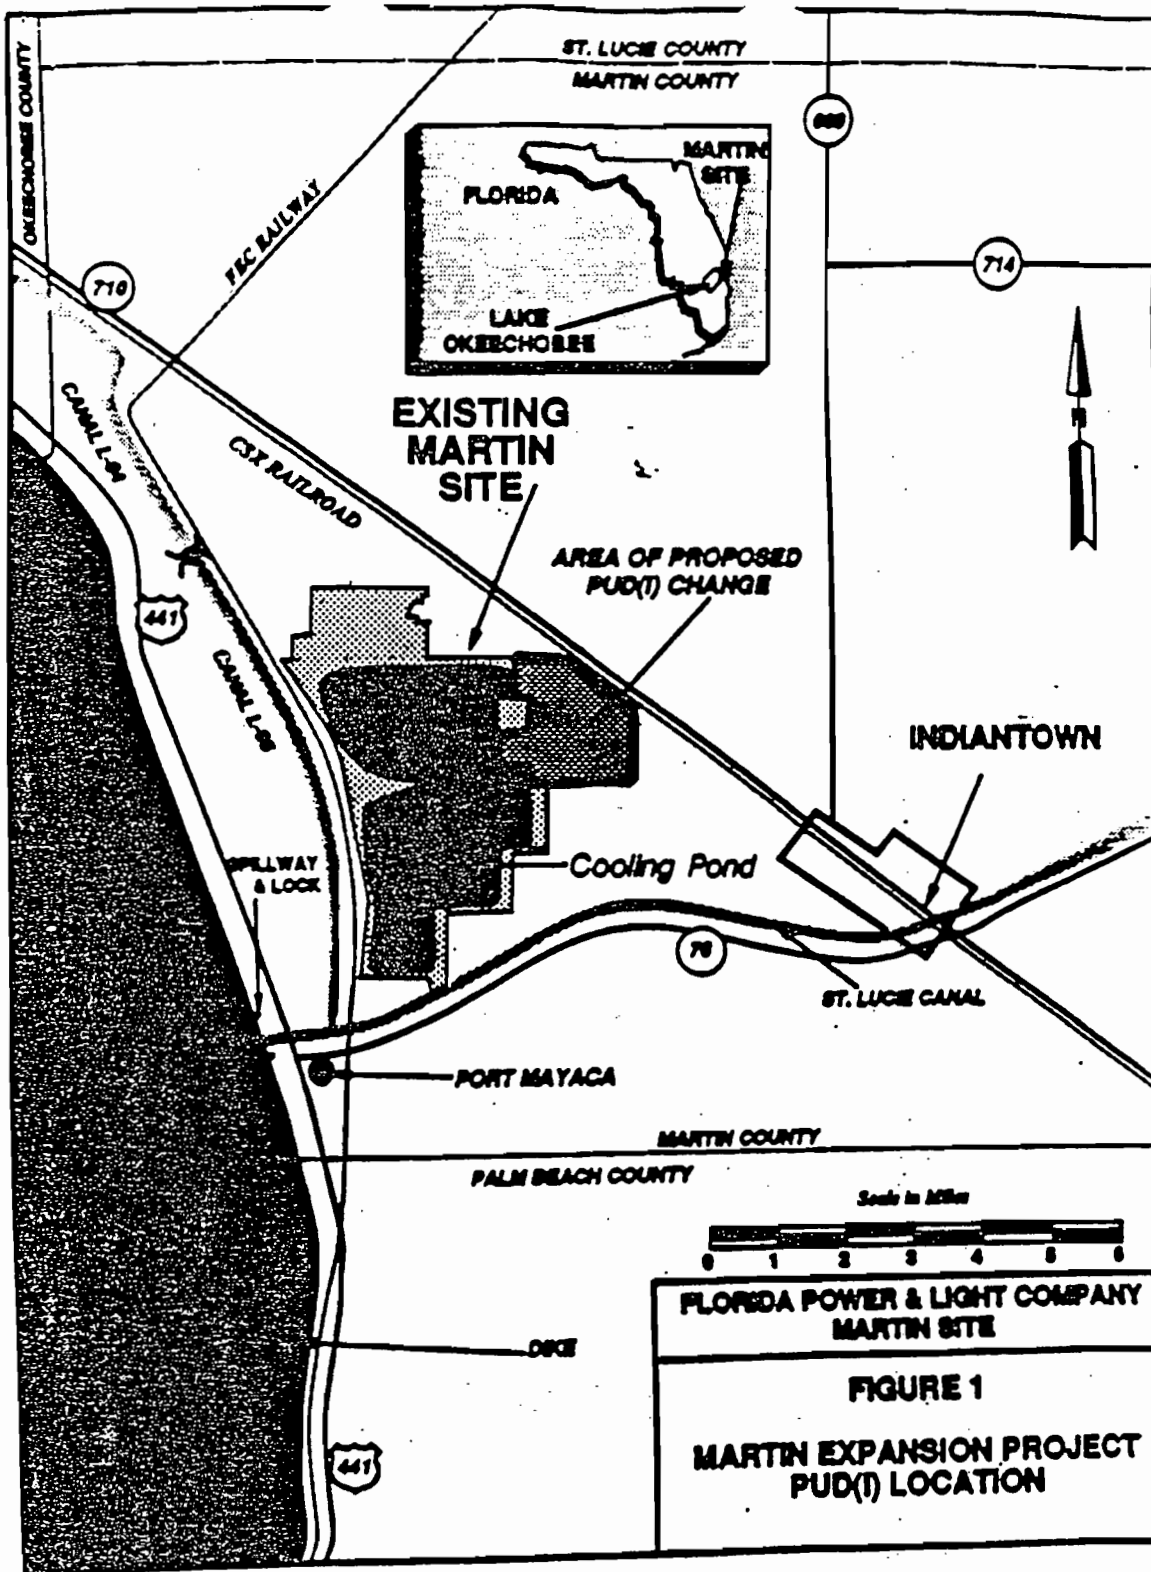 ST. LUCIE COUNTY
MARTIN COUNTY
OKEECHOBEE COUNTY
FEC RAILWAY
MARTIN
SITE
FLORIDA
LAKE
OKEECHOBEE
710
714
N
CANAL L-64
CSX RAILROAD
EXISTING
MARTIN
SITE
AREA OF PROPOSED
PUD(I) CHANGE
441
CANAL L-65
INDIANTOWN
SPILLWAY
& LOCK
Cooling Pond
76
ST. LUCIE CANAL
PORT MAYACA
MARTIN COUNTY
PALM BEACH COUNTY
Scale in Miles
0 1 2 3 4 5 6
DIKE
441
FLORIDA POWER & LIGHT COMPANY
MARTIN SITE
FIGURE 1
MARTIN EXPANSION PROJECT
PUD(I) LOCATION